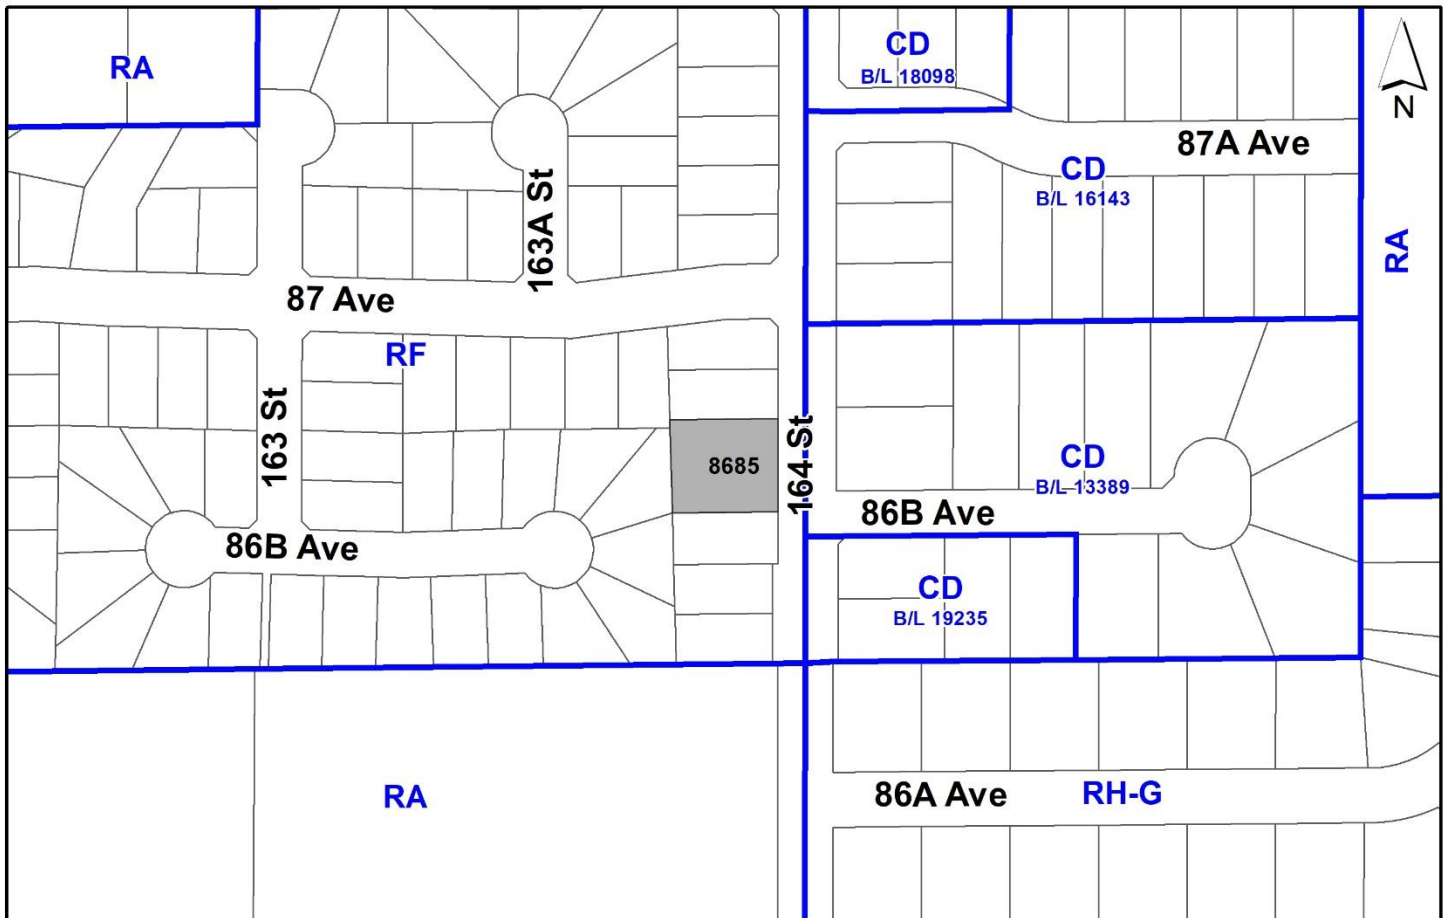 RA
CD
B/L 18098
N
87A Ave
CD
B/L 16143
163A St
RA
87 Ave
RF
163 St
8685
164 St
CD
B/L 13389
86B Ave
86B Ave
CD
B/L 19235
RA
86A Ave
RH-G